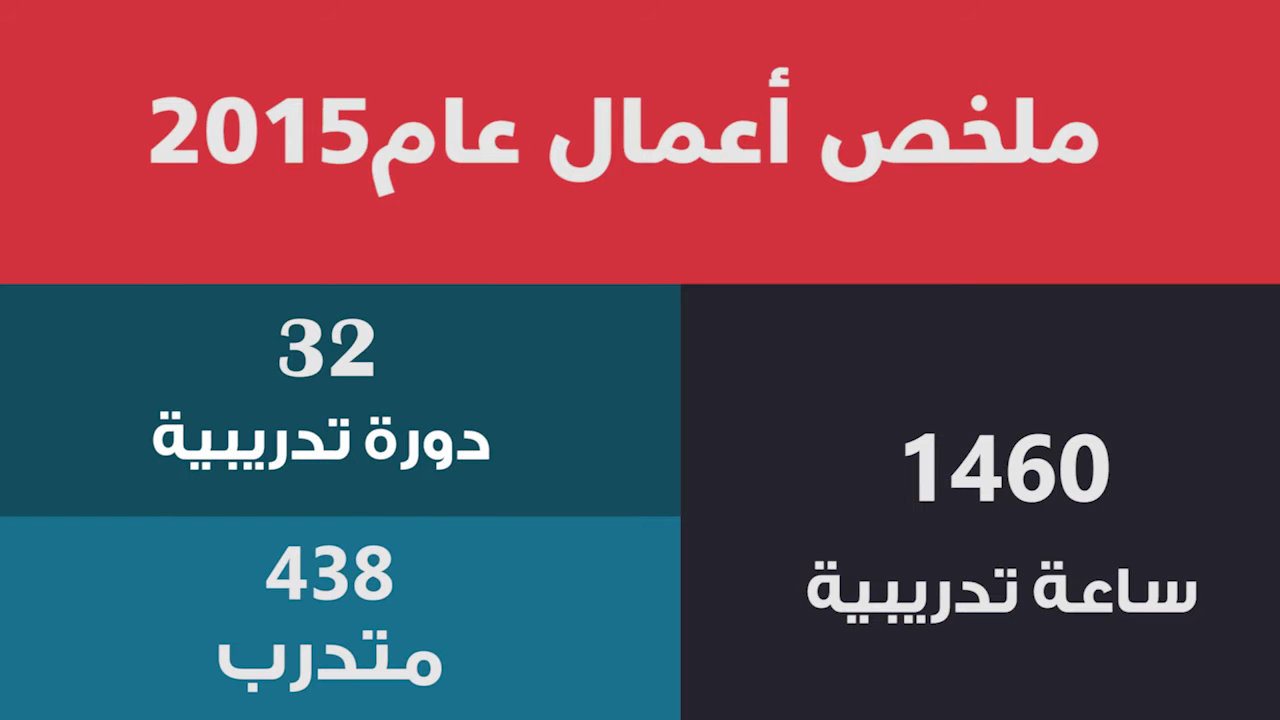 ملخص أعمال عام2015
1460
ساعة تدريبية
32
دورة تدريبية
438
متدرب